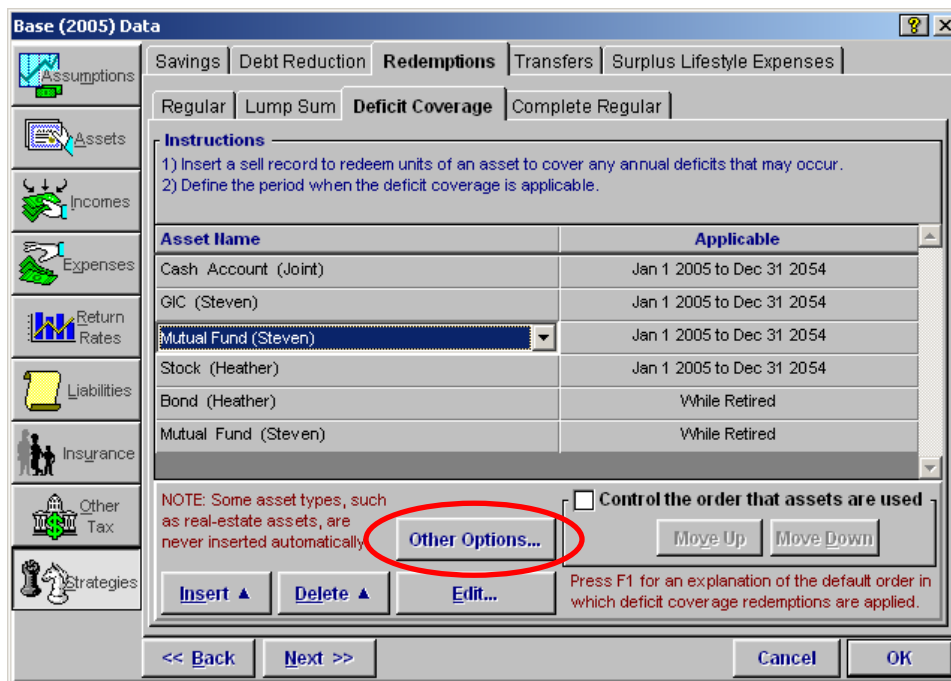 Base (2005) Data
Assumptions
Assets
Incomes
Expenses
Return
Rates
Liabilities
Insurance
Other
Tax
Strategies
Savings
Debt Reduction
Redemptions
Transfers
Surplus Lifestyle Expenses
Regular
Lump Sum
Deficit Coverage
Complete Regular
Instructions
1) Insert a sell record to redeem units of an asset to cover any annual deficits that may occur.
2) Define the period when the deficit coverage is applicable.
Asset Name Applicable
Cash Account (Joint) Jan 1 2005 to Dec 31 2054
GIC (Steven) Jan 1 2005 to Dec 31 2054
Mutual Fund (Steven) Jan 1 2005 to Dec 31 2054
Stock (Heather) Jan 1 2005 to Dec 31 2054
Bond (Heather) While Retired
Mutual Fund (Steven) While Retired
NOTE: Some asset types, such
as real-estate assets, are
never inserted automatically
Other Options...
Control the order that assets are used
Move Up
Move Down
Insert ▲
Delete ▲
Edit...
Press F1 for an explanation of the default order in
which deficit coverage redemptions are applied.
<< Back
Next >>
Cancel
OK